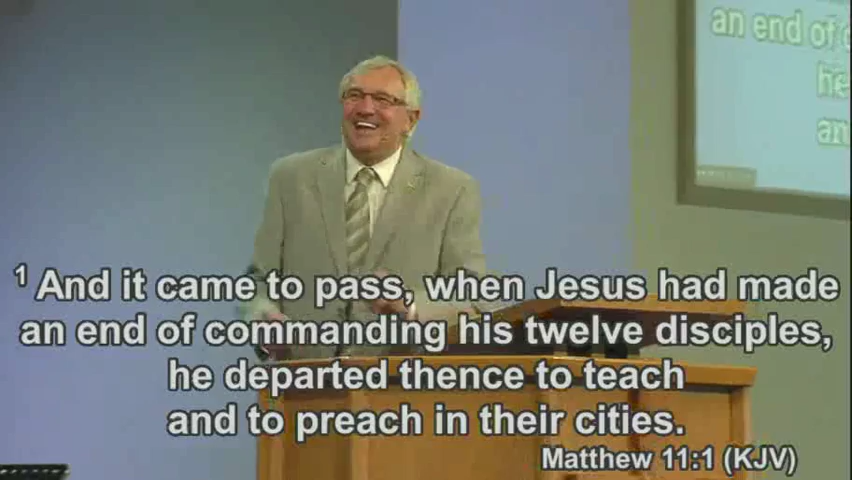 an end of
he
an
¹ And it came to pass, when Jesus had made
an end of commanding his twelve disciples,
he departed thence to teach
and to preach in their cities.
Matthew 11:1 (KJV)